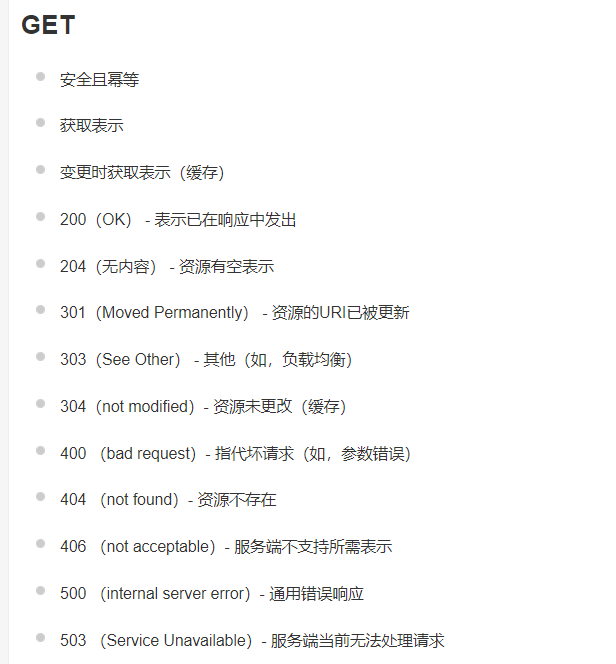 GET
安全且幂等
获取表示
变更时获取表示（缓存）
200（OK） - 表示已在响应中发出
204（无内容） - 资源有空表示
301（Moved Permanently） - 资源的URI已被更新
303（See Other） - 其他（如，负载均衡）
304（not modified）- 资源未更改（缓存）
400 （bad request）- 指代坏请求（如，参数错误）
404 （not found）- 资源不存在
406 （not acceptable）- 服务端不支持所需表示
500 （internal server error）- 通用错误响应
503 （Service Unavailable）- 服务端当前无法处理请求